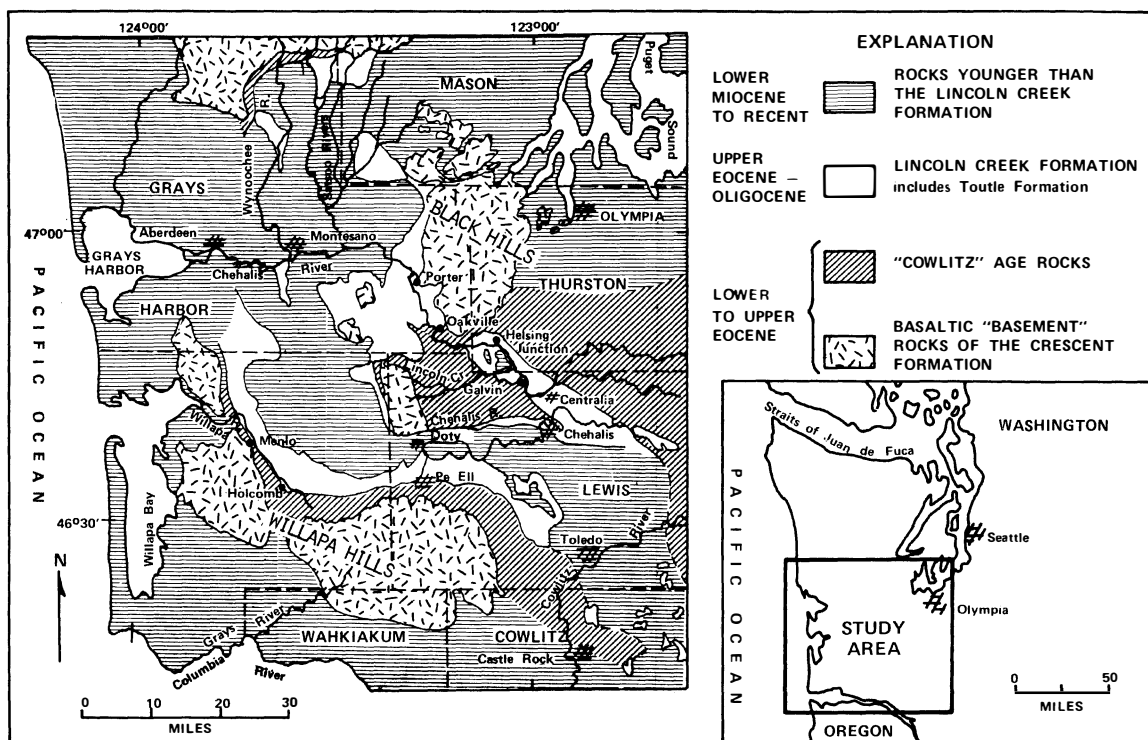 124°00'
123°00'
MASON
Puget
Sound
R.
Wynoochee
Satsop Rivers
GRAYS
BLACK HILLS
OLYMPIA
47°00'
Aberdeen
Montesano
GRAYS
HARBOR
Chehalis
River
Porter
THURSTON
HARBOR
Oakville
Helsing
Junction
Lincoln Cr.
Galvin
Centralia
Willapa
River
Menlo
Chehalis R.
Doty
Chehalis
Pe Ell
LEWIS
Holcomb
46°30'
Willapa Bay
WILLAPA HILLS
Toledo
River
Cowlitz
N
Grays River
WAHKIAKUM
COWLITZ
Columbia
River
Castle Rock
PACIFIC OCEAN
0 10 20 30
MILES
EXPLANATION
LOWER
MIOCENE
TO RECENT
ROCKS YOUNGER THAN
THE LINCOLN CREEK
FORMATION
UPPER
EOCENE –
OLIGOCENE
LINCOLN CREEK FORMATION
includes Toutle Formation
LOWER
TO UPPER
EOCENE
"COWLITZ" AGE ROCKS
BASALTIC "BASEMENT"
ROCKS OF THE CRESCENT
FORMATION
Straits of Juan de Fuca
WASHINGTON
PACIFIC OCEAN
Seattle
Olympia
STUDY
AREA
0 50
MILES
OREGON